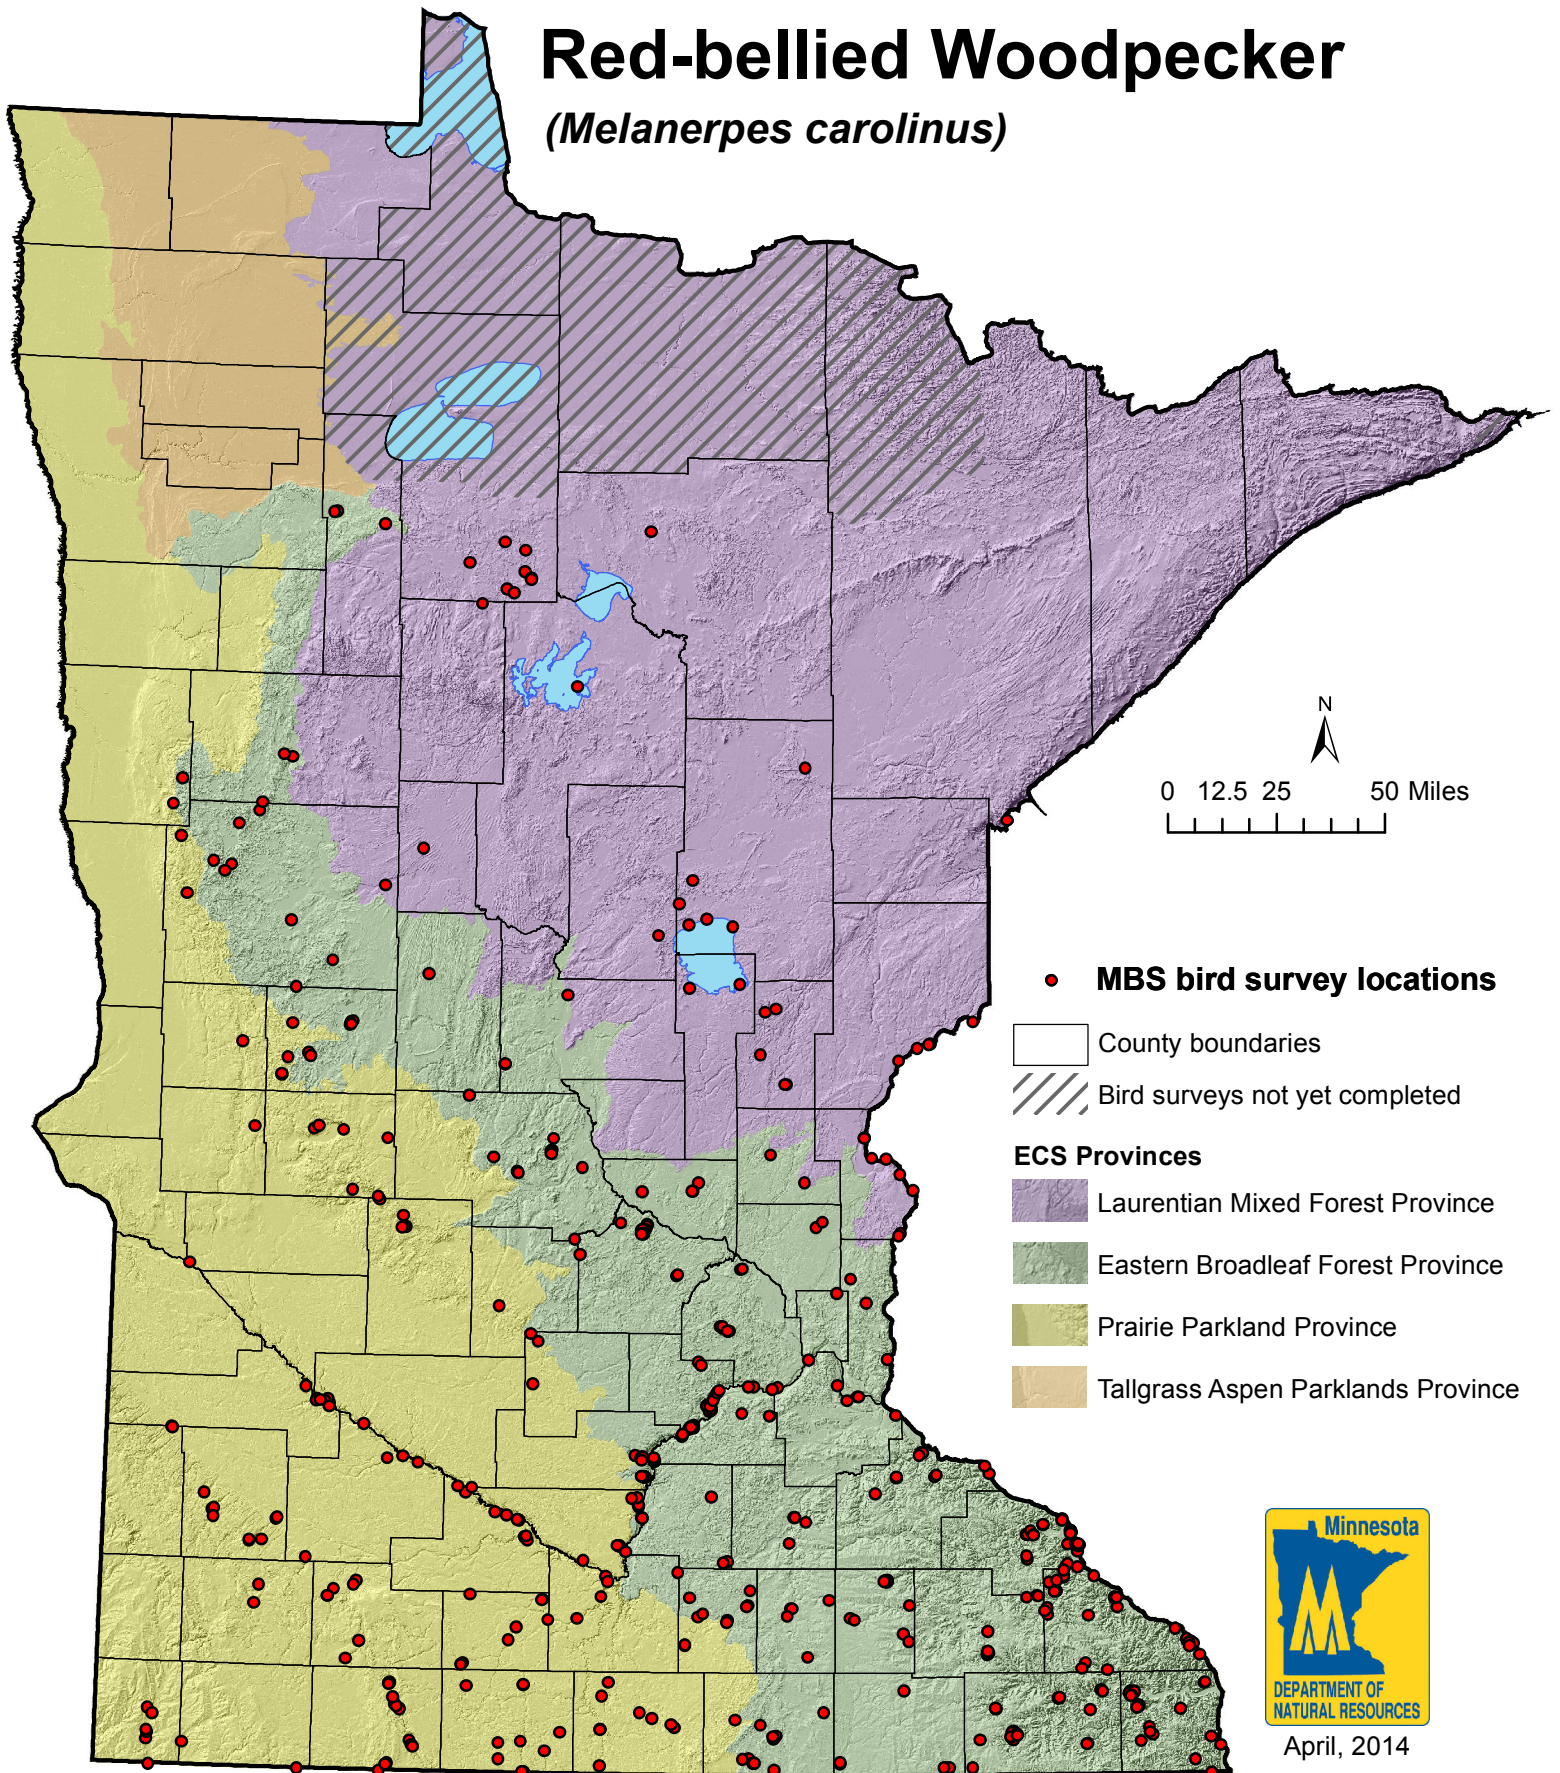 Red-bellied Woodpecker
(Melanerpes carolinus)
N
0 12.5 25 50 Miles
MBS bird survey locations
County boundaries
Bird surveys not yet completed
ECS Provinces
Laurentian Mixed Forest Province
Eastern Broadleaf Forest Province
Prairie Parkland Province
Tallgrass Aspen Parklands Province
Minnesota
DEPARTMENT OF
NATURAL RESOURCES
April, 2014